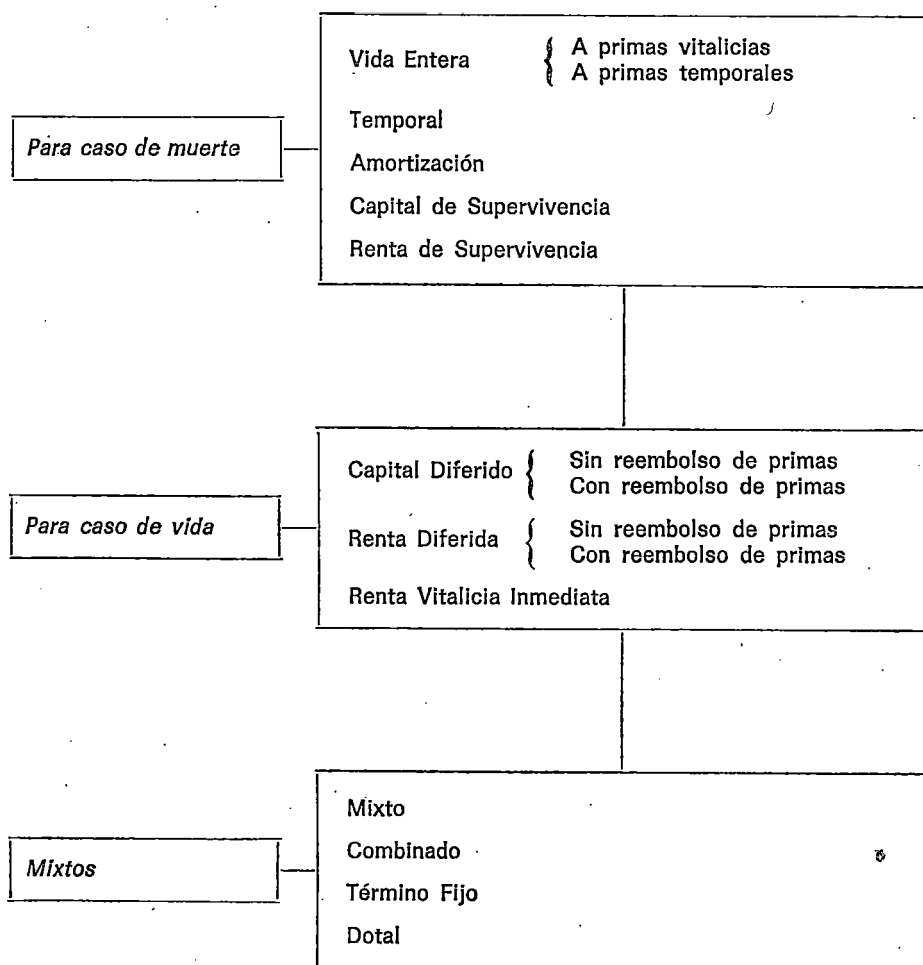 Vida Entera { A primas vitalicias
A primas temporales
Temporal
Para caso de muerte
Amortización
Capital de Supervivencia
Renta de Supervivencia
Capital Diferido { Sin reembolso de primas
Con reembolso de primas
Para caso de vida
Renta Diferida { Sin reembolso de primas
Con reembolso de primas
Renta Vitalicia Inmediata
Mixto
Combinado
Mixtos
Término Fijo
Dotal